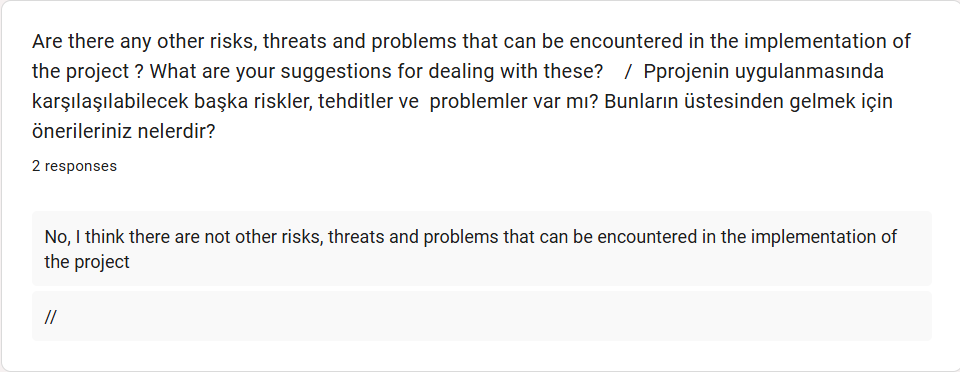 Are there any other risks, threats and problems that can be encountered in the implementation of
the project ? What are your suggestions for dealing with these? / Pprojenin uygulanmasında
karşılaşılabilecek başka riskler, tehditler ve problemler var mı? Bunların üstesinden gelmek için
önerileriniz nelerdir?
2 responses
No, I think there are not other risks, threats and problems that can be encountered in the implementation of
the project
//